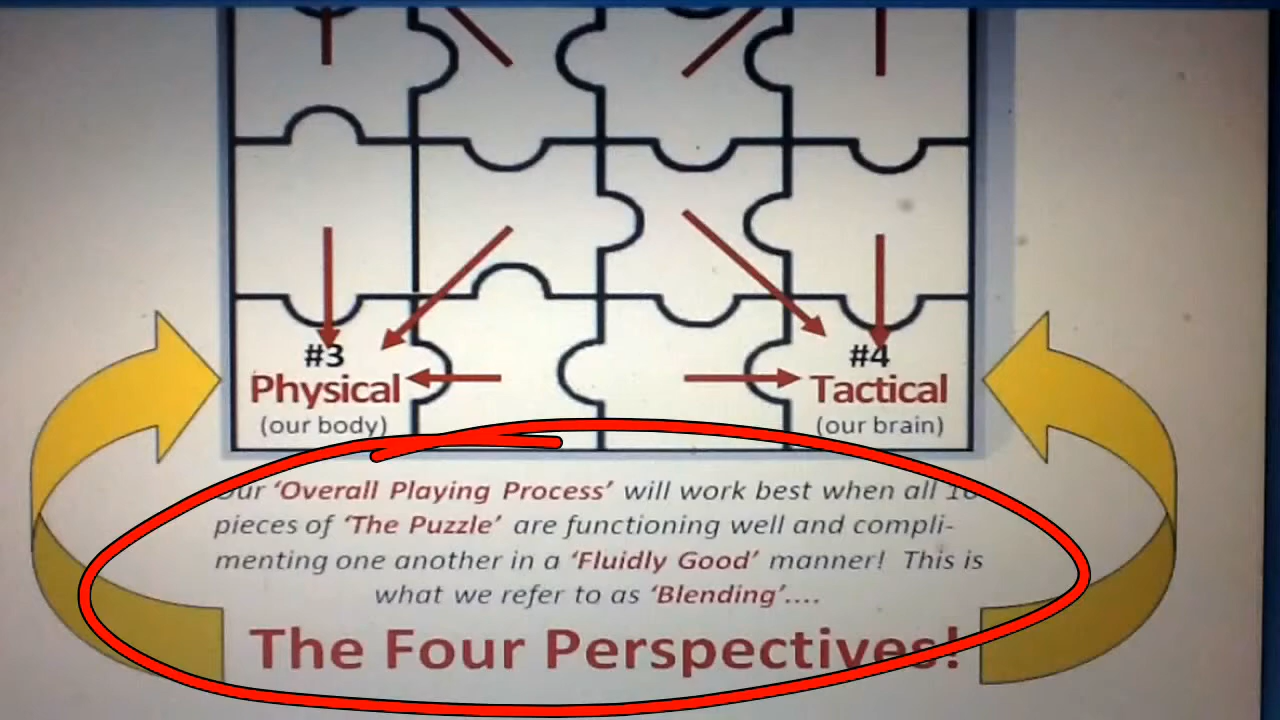 #3
Physical
(our body)
#4
Tactical
(our brain)
Our 'Overall Playing Process' will work best when all 16
pieces of 'The Puzzle' are functioning well and compli-
menting one another in a 'Fluidly Good' manner! This is
what we refer to as 'Blending'....
The Four Perspectives!